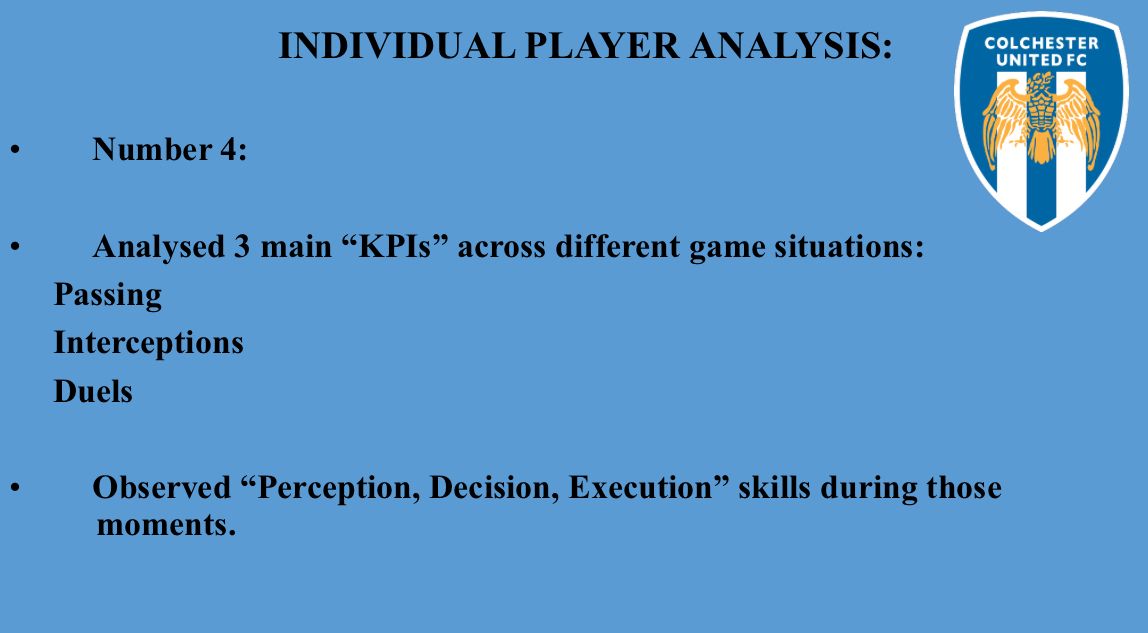 INDIVIDUAL PLAYER ANALYSIS:
COLCHESTER
UNITED FC
• Number 4:
• Analysed 3 main “KPIs” across different game situations:
Passing
Interceptions
Duels
• Observed “Perception, Decision, Execution” skills during those
moments.